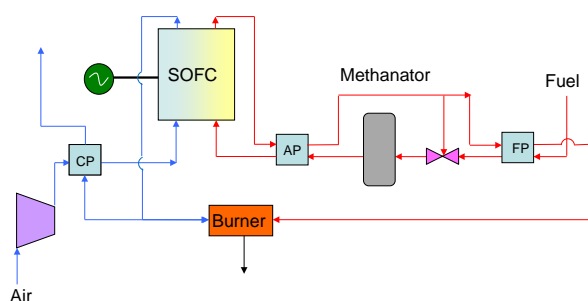 SOFC
Methanator
Fuel
CP
AP
FP
Burner
Air